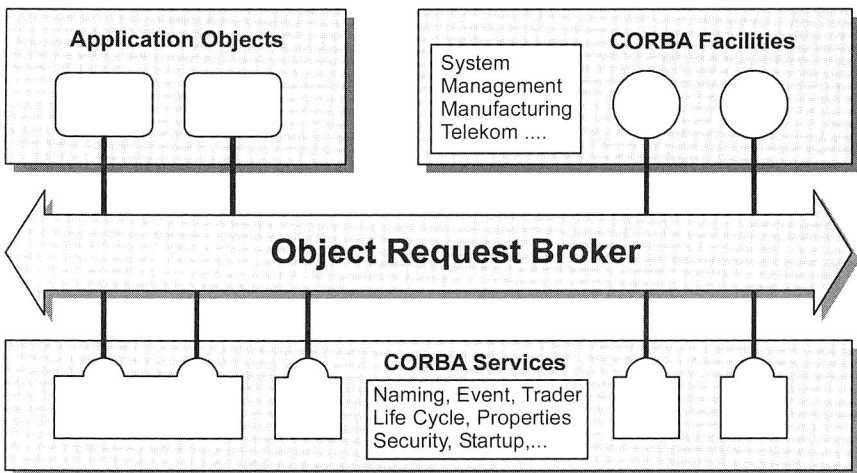 Application Objects
CORBA Facilities
System
Management
Manufacturing
Telekom ....
Object Request Broker
CORBA Services
Naming, Event, Trader
Life Cycle, Properties
Security, Startup,...